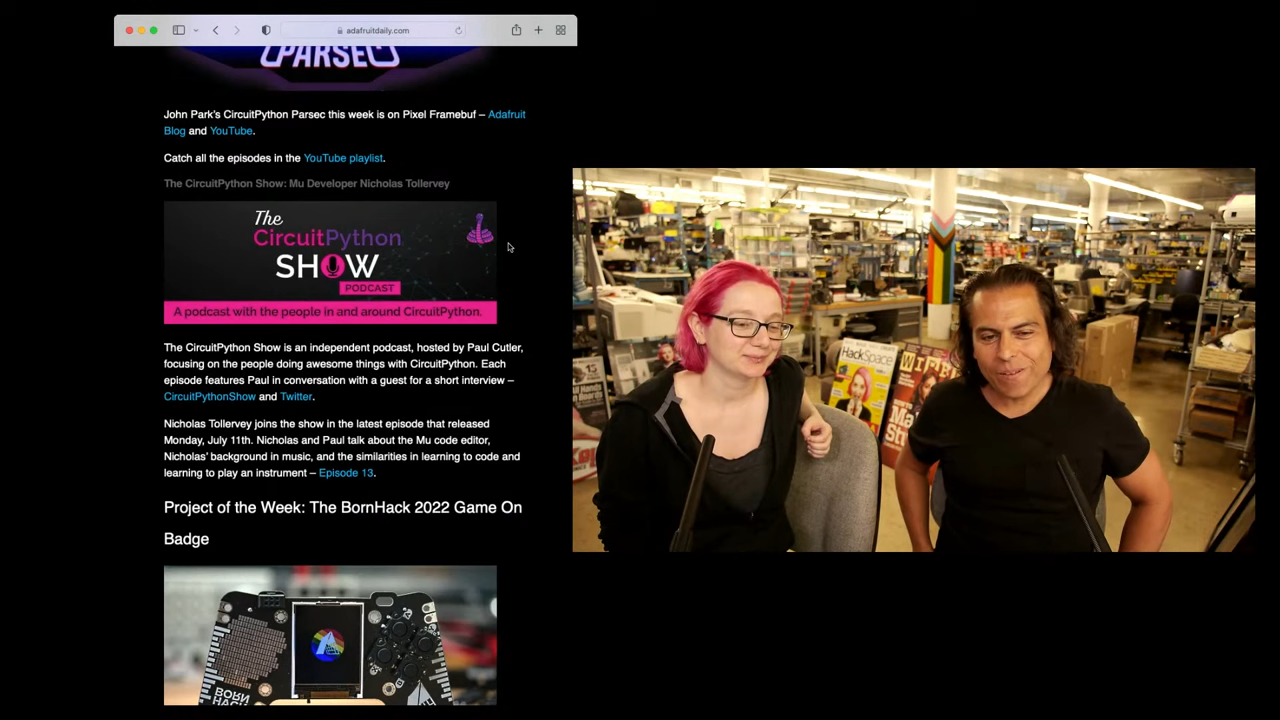 adafruitdaily.com
PARSEC
John Park's CircuitPython Parsec this week is on Pixel Framebuf – Adafruit
Blog and YouTube.
Catch all the episodes in the YouTube playlist.
The CircuitPython Show: Mu Developer Nicholas Tollervey
The
CircuitPython
SHOW
PODCAST
A podcast with the people in and around CircuitPython.
The CircuitPython Show is an independent podcast, hosted by Paul Cutler,
focusing on the people doing awesome things with CircuitPython. Each
episode features Paul in conversation with a guest for a short interview –
CircuitPythonShow and Twitter.
Nicholas Tollervey joins the show in the latest episode that released
Monday, July 11th. Nicholas and Paul talk about the Mu code editor,
Nicholas' background in music, and the similarities in learning to code and
learning to play an instrument – Episode 13.
Project of the Week: The BornHack 2022 Game On
Badge
BORN
HACK
HackSpace
WIRED